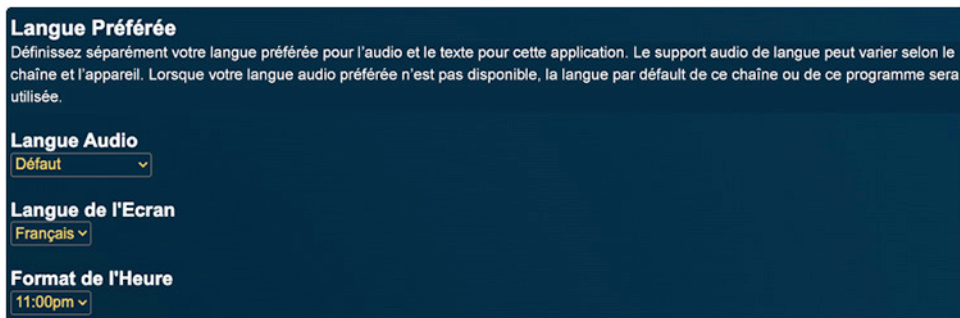 Langue Préférée
Définissez séparément votre langue préférée pour l'audio et le texte pour cette application. Le support audio de langue peut varier selon le
chaîne et l'appareil. Lorsque votre langue audio préférée n'est pas disponible, la langue par défault de ce chaîne ou de ce programme sera
utilisée.
Langue Audio
Défaut
Langue de l'Ecran
Français
Format de l'Heure
11:00pm